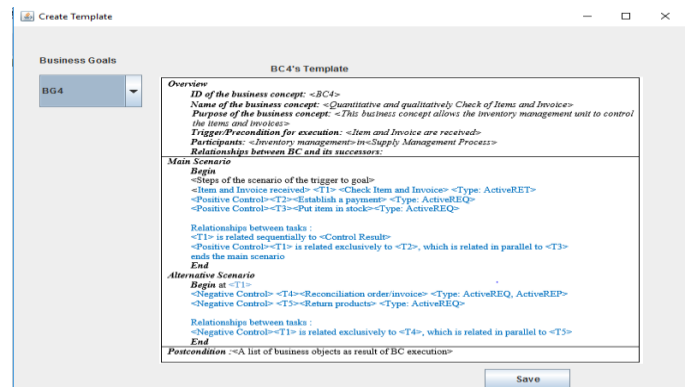 Create Template
Business Goals
BG4
BC4's Template
Overview
ID of the business concept: <BC4>
Name of the business concept: <Quantitative and qualitatively Check of Items and Invoice>
Purpose of the business concept: <This business concept allows the inventory management unit to control
the items and invoices>
Trigger/Precondition for execution: <Item and Invoice are received>
Participants: <Inventory management>in<Supply Management Process>
Relationships between BC and its successors:
Main Scenario
Begin
<Steps of the scenario of the trigger to goal>
<Item and Invoice received> <T1> <Check Item and Invoice> <Type: ActiveRET>
<Positive Control><T2><Establish a payment> <Type: ActiveREQ>
<Positive Control><T3><Put item in stock><Type: ActiveREQ>
Relationships between tasks :
<T1> is related sequentially to <Control Result>
<Positive Control><T1> is related exclusively to <T2>, which is related in parallel to <T3>
ends the main scenario
End
Alternative Scenario
Begin at <T1>
<Negative Control> <T4><Reconciliation order/invoice> <Type: ActiveREQ, ActiveREP>
<Negative Control> <T5><Return products> <Type: ActiveREQ>
Relationships between tasks :
<Negative Control><T1> is related exclusively to <T4>, which is related in parallel to <T5>
End
Postcondition :<A list of business objects as result of BC execution>
Save